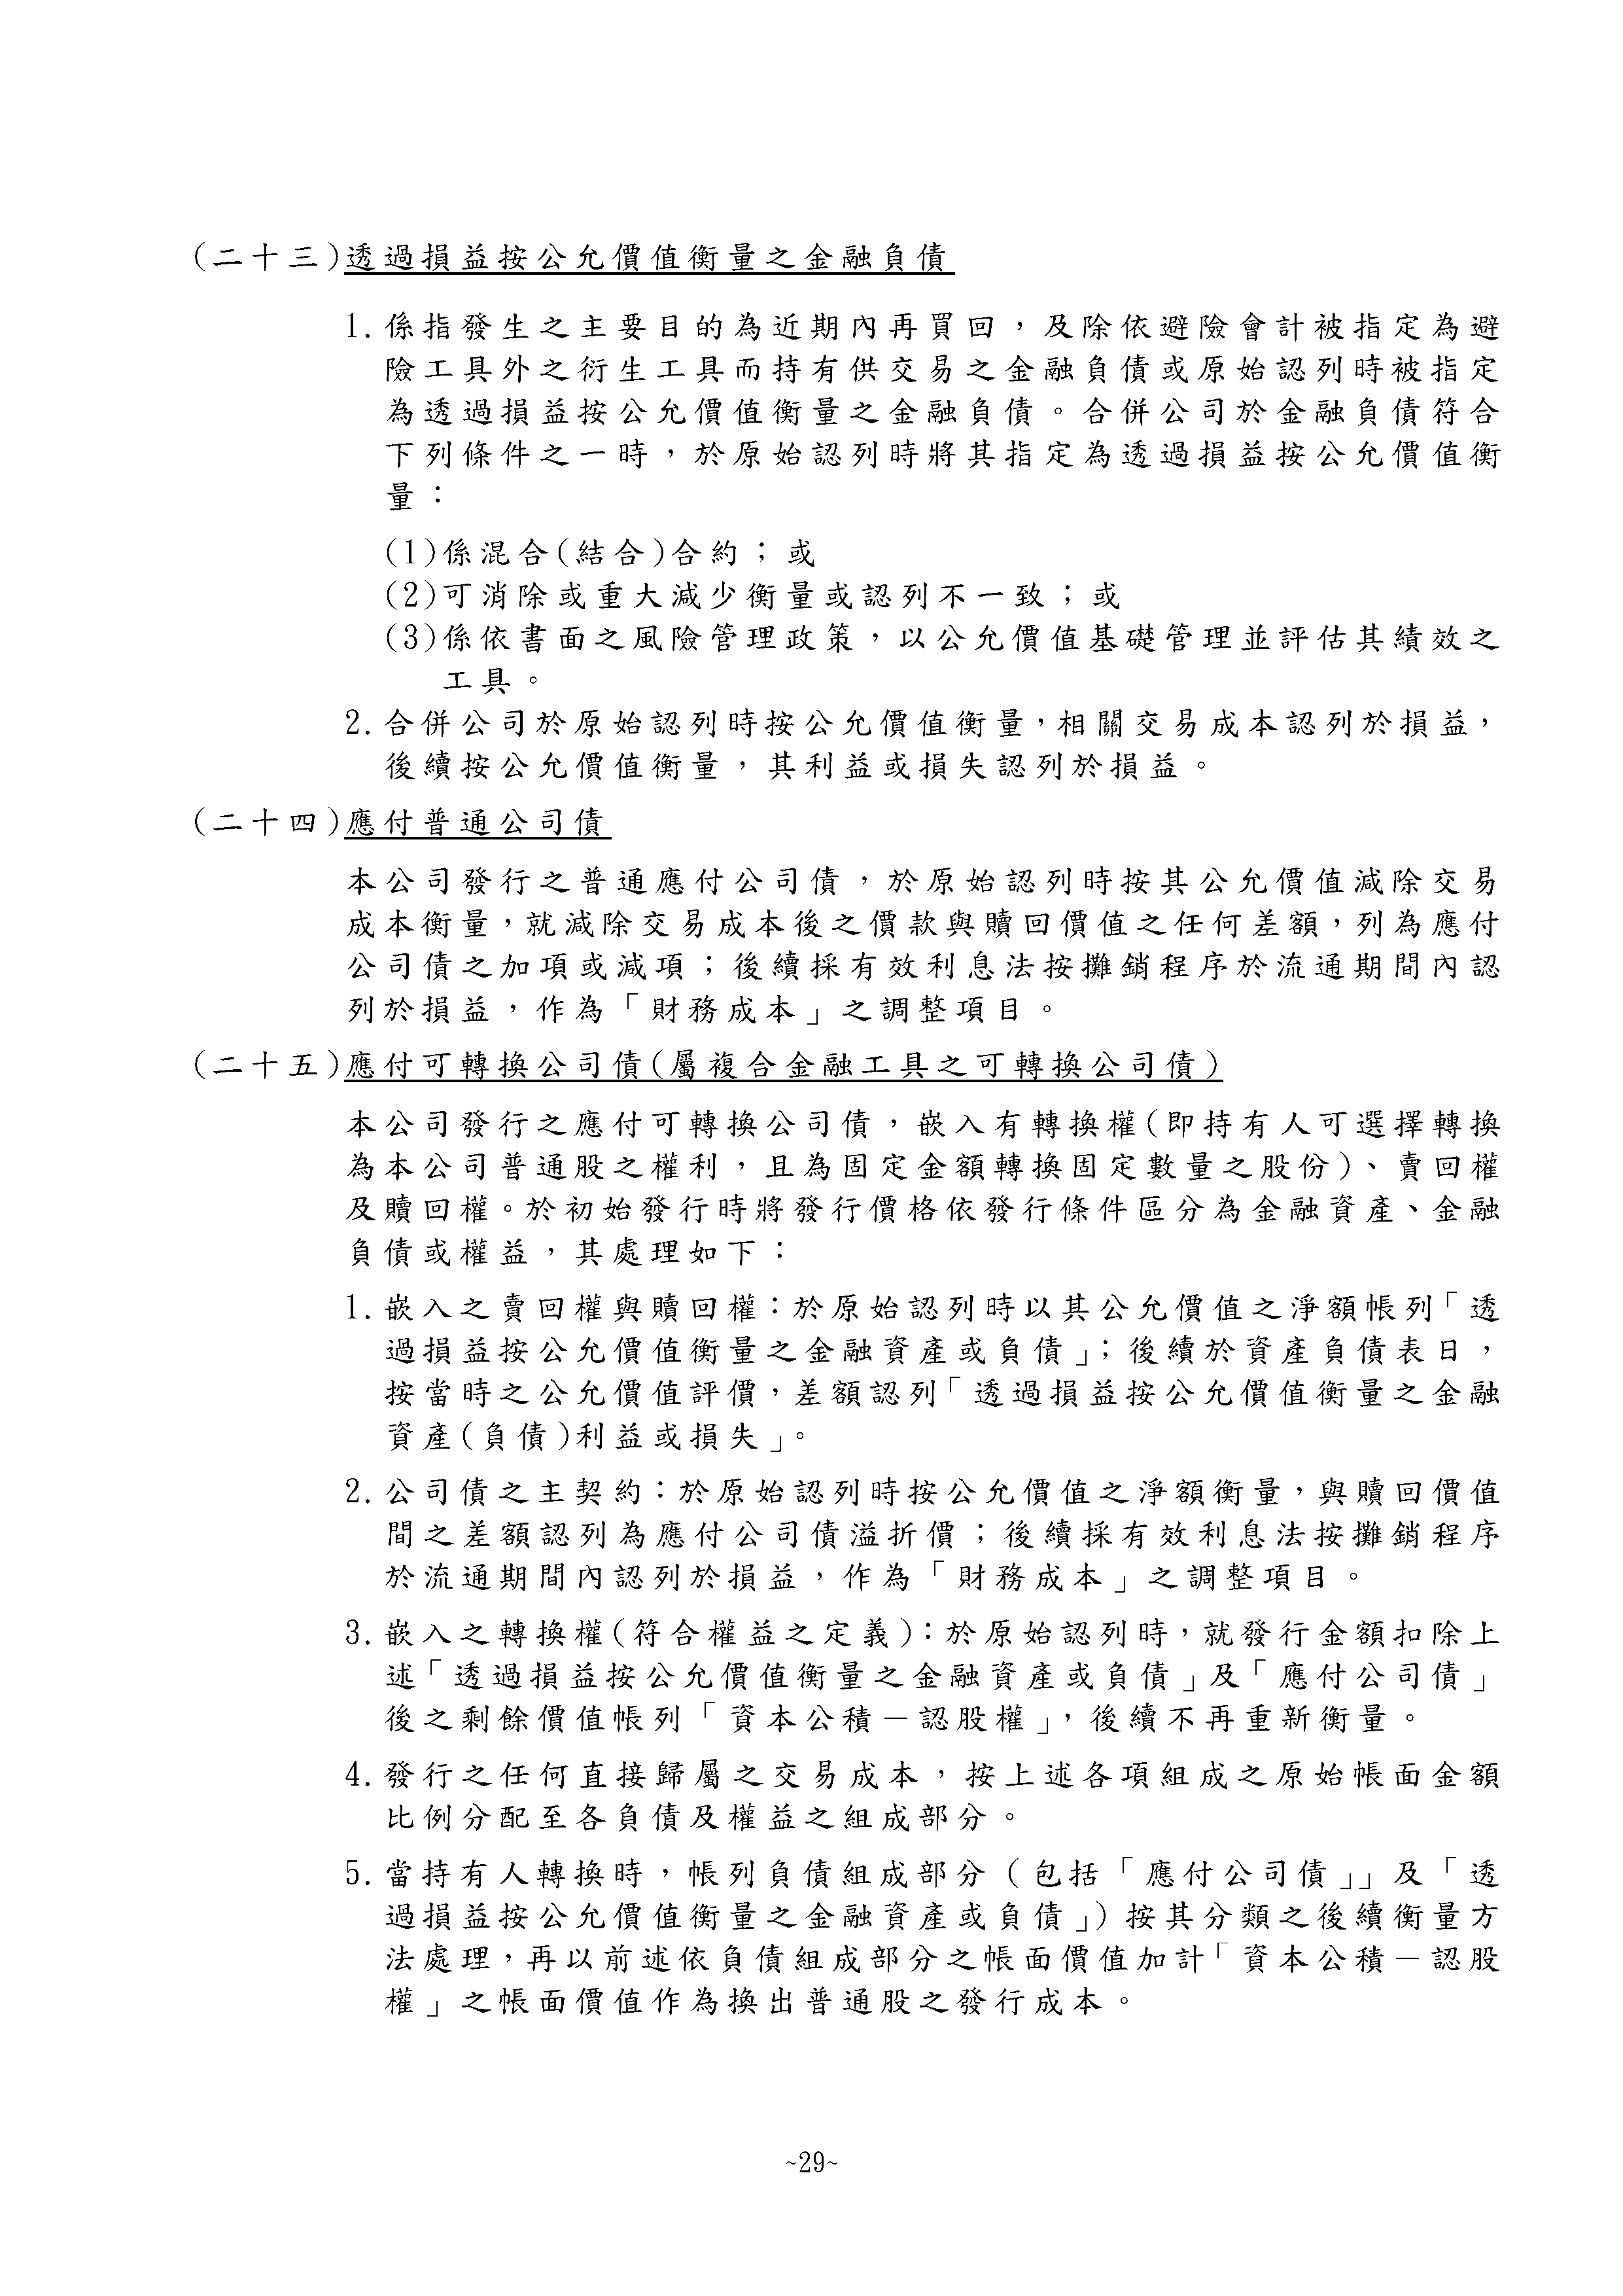 (二十三)透過損益按公允價值衡量之金融負債
1.係指發生之主要目的為近期內再買回，及除依避險會計被指定為避
險工具外之衍生工具而持有供交易之金融負債或原始認列時被指定
為透過損益按公允價值衡量之金融負債。合併公司於金融負債符合
下列條件之一時，於原始認列時將其指定為透過損益按公允價值衡
量：
(1)係混合(結合)合約；或
(2)可消除或重大減少衡量或認列不一致；或
(3)係依書面之風險管理政策，以公允價值基礎管理並評估其績效之
工具。
2.合併公司於原始認列時按公允價值衡量，相關交易成本認列於損益，
後續按公允價值衡量，其利益或損失認列於損益。
(二十四)應付普通公司債
本公司發行之普通應付公司債，於原始認列時按其公允價值減除交易
成本衡量，就減除交易成本後之價款與贖回價值之任何差額，列為應付
公司債之加項或減項；後續採有效利息法按攤銷程序於流通期間內認
列於損益，作為「財務成本」之調整項目。
(二十五)應付可轉換公司債(屬複合金融工具之可轉換公司債)
本公司發行之應付可轉換公司債，嵌入有轉換權(即持有人可選擇轉換
為本公司普通股之權利，且為固定金額轉換固定數量之股份)、賣回權
及贖回權。於初始發行時將發行價格依發行條件區分為金融資產、金融
負債或權益，其處理如下：
1.嵌入之賣回權與贖回權：於原始認列時以其公允價值之淨額帳列「透
過損益按公允價值衡量之金融資產或負債」；後續於資產負債表日，
按當時之公允價值評價，差額認列「透過損益按公允價值衡量之金融
資產(負債)利益或損失」。
2.公司債之主契約：於原始認列時按公允價值之淨額衡量，與贖回價值
間之差額認列為應付公司債溢折價；後續採有效利息法按攤銷程序
於流通期間內認列於損益，作為「財務成本」之調整項目。
3.嵌入之轉換權(符合權益之定義)：於原始認列時，就發行金額扣除上
述「透過損益按公允價值衡量之金融資產或負債」及「應付公司債」
後之剩餘價值帳列「資本公積－認股權」，後續不再重新衡量。
4.發行之任何直接歸屬之交易成本，按上述各項組成之原始帳面金額
比例分配至各負債及權益之組成部分。
5.當持有人轉換時，帳列負債組成部分（包括「應付公司債」」及「透
過損益按公允價值衡量之金融資產或負債」）按其分類之後續衡量方
法處理，再以前述依負債組成部分之帳面價值加計「資本公積－認股
權」之帳面價值作為換出普通股之發行成本。
~29~